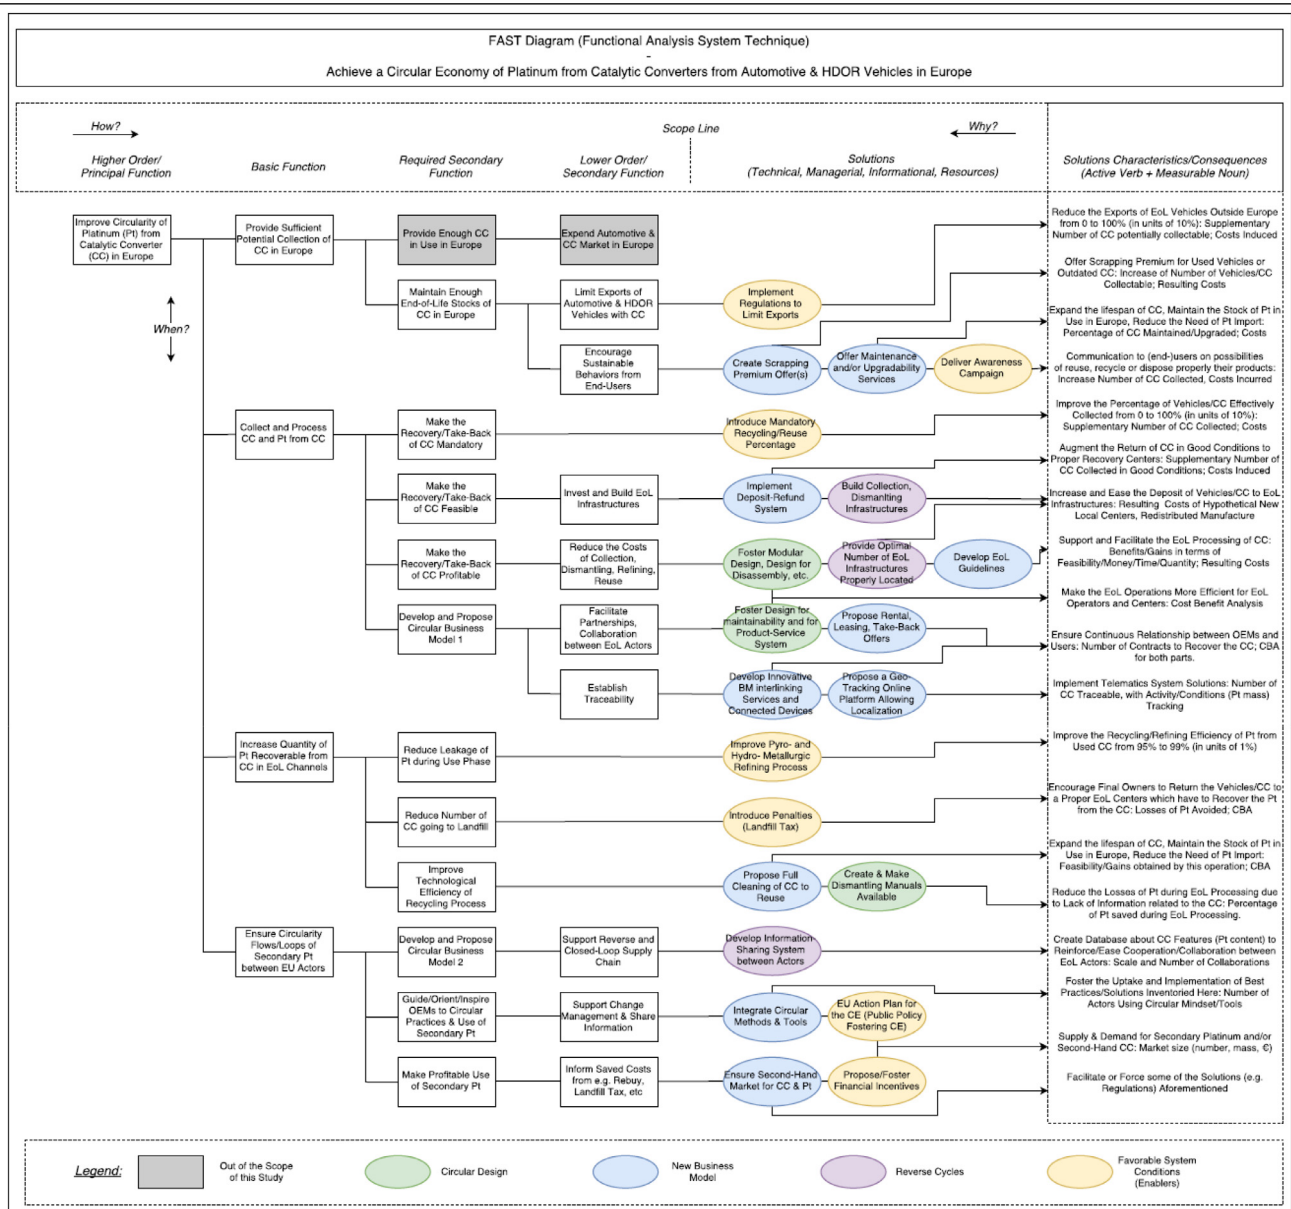 FAST Diagram (Functional Analysis System Technique)
-
Achieve a Circular Economy of Platinum from Catalytic Converters from Automotive & HDOR Vehicles in Europe
How?
Scope Line
Why?
Higher Order/
Principal Function
Basic Function
Required Secondary
Function
Lower Order/
Secondary Function
Solutions
(Technical, Managerial, Informational, Resources)
Solutions Characteristics/Consequences
(Active Verb + Measurable Noun)
Improve Circularity of
Platinum (Pt) from
Catalytic Converter
(CC) in Europe
When?
Provide Sufficient
Potential Collection of
CC in Europe
Provide Enough CC
in Use in Europe
Expend Automotive &
CC Market in Europe
Reduce the Exports of EoL Vehicles Outside Europe
from 0 to 100% (in units of 10%): Supplementary
Number of CC potentially collectable; Costs Induced
Maintain Enough
End-of-Life Stocks of
CC in Europe
Limit Exports of
Automotive & HDOR
Vehicles with CC
Implement
Regulations to
Limit Exports
Offer Scrapping Premium for Used Vehicles or
Outdated CC: Increase of Number of Vehicles/CC
Collectable; Resulting Costs
Expand the lifespan of CC, Maintain the Stock of Pt in
Use in Europe, Reduce the Need of Pt Import:
Percentage of CC Maintained/Upgraded; Costs
Encourage
Sustainable
Behaviors from
End-Users
Create Scrapping
Premium Offer(s)
Offer Maintenance
and/or Upgradability
Services
Deliver Awareness
Campaign
Communication to (end-)users on possibilities
of reuse, recycle or dispose properly their products:
Increase Number of CC Collected, Costs Incurred
Collect and Process
CC and Pt from CC
Make the
Recovery/Take-Back
of CC Mandatory
Introduce Mandatory
Recycling/Reuse
Percentage
Improve the Percentage of Vehicles/CC Effectively
Collected from 0 to 100% (in units of 10%):
Supplementary Number of CC Collected; Costs
Augment the Return of CC in Good Conditions to
Proper Recovery Centers: Supplementary Number of
CC Collected in Good Conditions; Costs Induced
Make the
Recovery/Take-Back
of CC Feasible
Invest and Build EoL
Infrastructures
Implement
Deposit-Refund
System
Build Collection,
Dismanlting
Infrastructures
Increase and Ease the Deposit of Vehicles/CC to EoL
Infrastructures: Resulting Costs of Hypothetical New
Local Centers, Redistributed Manufacture
Make the
Recovery/Take-Back
of CC Profitable
Reduce the Costs
of Collection,
Dismantling, Refining,
Reuse
Foster Modular
Design, Design for
Disassembly, etc.
Provide Optimal
Number of EoL
Infrastructures
Properly Located
Develop EoL
Guidelines
Support and Facilitate the EoL Processing of CC:
Benefits/Gains in terms of
Feasibility/Money/Time/Quantity; Resulting Costs
Make the EoL Operations More Efficient for EoL
Operators and Centers: Cost Benefit Analysis
Develop and Propose
Circular Business
Model 1
Facilitate
Partnerships,
Collaboration
between EoL Actors
Foster Design for
maintainability and for
Product-Service
System
Propose Rental,
Leasing, Take-Back
Offers
Ensure Continuous Relationship between OEMs and
Users: Number of Contracts to Recover the CC; CBA
for both parts.
Establish
Traceability
Develop Innovative
BM interlinking
Services and
Connected Devices
Propose a Geo-
Tracking Online
Platform Allowing
Localization
Implement Telematics System Solutions: Number of
CC Traceable, with Activity/Conditions (Pt mass)
Tracking
Increase Quantity of
Pt Recoverable from
CC in EoL Channels
Reduce Leakage of
Pt during Use Phase
Improve Pyro- and
Hydro- Metallurgic
Refining Process
Improve the Recycling/Refining Efficiency of Pt from
Used CC from 95% to 99% (in units of 1%)
Reduce Number of
CC going to Landfill
Introduce Penalties
(Landfill Tax)
Encourage Final Owners to Return the Vehicles/CC to
a Proper EoL Centers which have to Recover the Pt
from the CC: Losses of Pt Avoided; CBA
Improve
Technological
Efficiency of
Recycling Process
Propose Full
Cleaning of CC to
Reuse
Create & Make
Dismantling Manuals
Available
Expand the lifespan of CC, Maintain the Stock of Pt in
Use in Europe, Reduce the Need of Pt Import:
Feasibility/Gains obtained by this operation; CBA
Reduce the Losses of Pt during EoL Processing due
to Lack of Information related to the CC: Percentage
of Pt saved during EoL Processing.
Ensure Circularity
Flows/Loops of
Secondary Pt
between EU Actors
Develop and Propose
Circular Business
Model 2
Support Reverse and
Closed-Loop Supply
Chain
Develop Information
Sharing System
between Actors
Create Database about CC Features (Pt content) to
Reinforce/Ease Cooperation/Collaboration between
EoL Actors: Scale and Number of Collaborations
Guide/Orient/Inspire
OEMs to Circular
Practices & Use of
Secondary Pt
Support Change
Management & Share
Information
Integrate Circular
Methods & Tools
EU Action Plan for
the CE (Public Policy
Fostering CE)
Foster the Uptake and Implementation of Best
Practices/Solutions Inventoried Here: Number of
Actors Using Circular Mindset/Tools
Supply & Demand for Secondary Platinum and/or
Second-Hand CC: Market size (number, mass, €)
Make Profitable Use
of Secondary Pt
Inform Saved Costs
from e.g. Rebuy,
Landfill Tax, etc
Ensure Second-Hand
Market for CC & Pt
Propose/Foster
Financial Incentives
Facilitate or Force some of the Solutions (e.g.
Regulations) Aforementioned
Legend:
Out of the Scope
of this Study
Circular Design
New Business
Model
Reverse Cycles
Favorable System
Conditions
(Enablers)